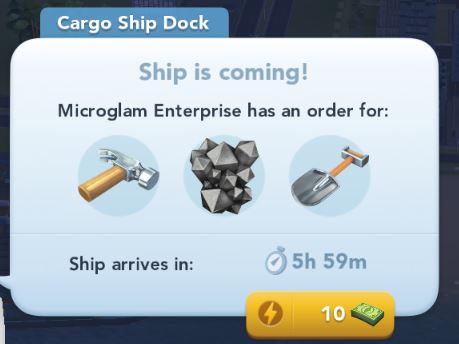 Cargo Ship Dock
Ship is coming!
Microglam Enterprise has an order for:
Ship arrives in:
5h 59m
10